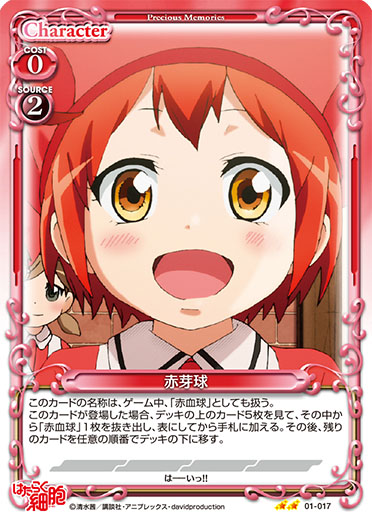 Precious Memories
Character
COST
0
SOURCE
2
赤芽球
このカードの名称は、ゲーム中、「赤血球」としても扱う。
このカードが登場した場合、デッキの上のカード5枚を見て、その中か
ら「赤血球」1枚を抜き出し、表にしてから手札に加える。その後、残り
のカードを任意の順番でデッキの下に移す。
はーいっ!!
はたらく
細胞
©清水茜／講談社・アニプレックス・davidproduction
01-017